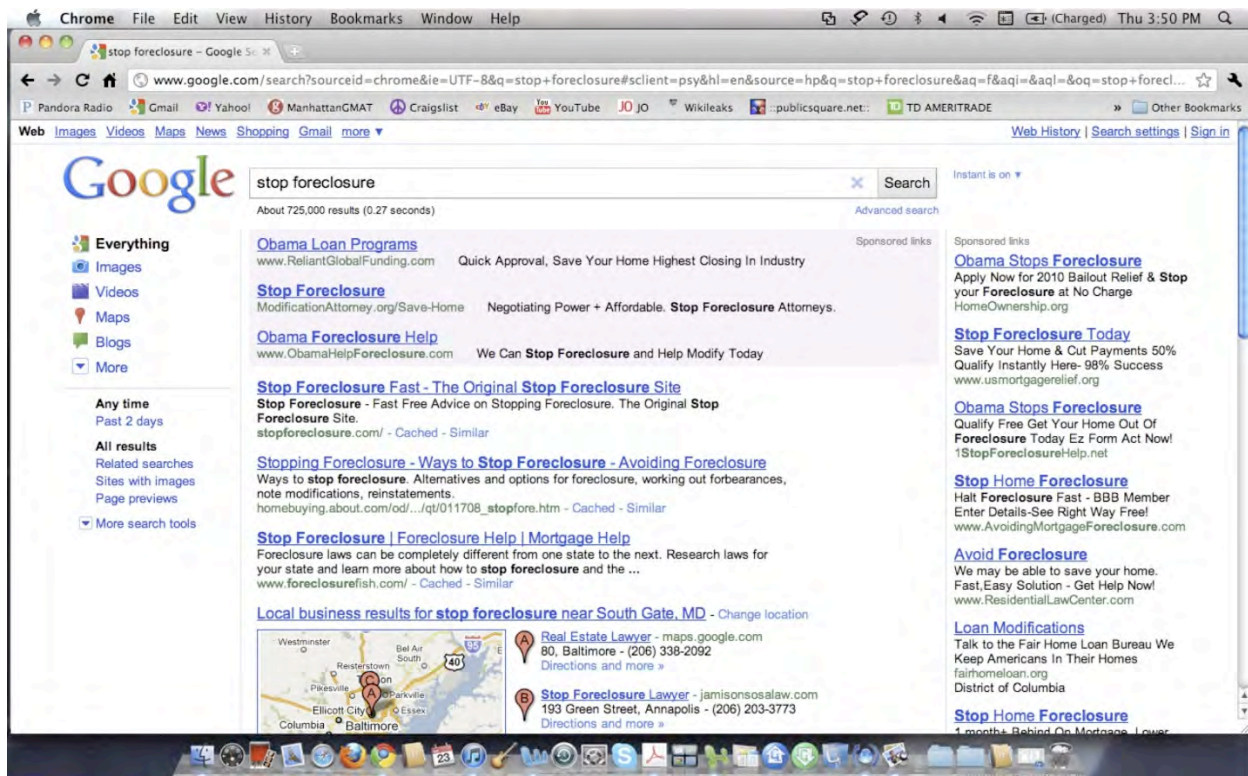 Chrome File Edit View History Bookmarks Window Help (Charged) Thu 3:50 PM
stop foreclosure – Google Se
www.google.com/search?sourceid=chrome&ie=UTF-8&q=stop+foreclosure#sclient=psy&hl=en&source=hp&q=stop+foreclosure&aq=f&aqi=&aql=&oq=stop+forecl...
Pandora Radio Gmail Yahoo! ManhattanGMAT Craigslist eBay YouTube JO Wikileaks ::publicsquare.net:: TD AMERITRADE » Other Bookmarks
Web Images Videos Maps News Shopping Gmail more ▼ Web History | Search settings | Sign in
Google
stop foreclosure
Search
Instant is on ▼
About 725,000 results (0.27 seconds)
Advanced search
Everything
Images
Videos
Maps
Blogs
More
Any time
Past 2 days
All results
Related searches
Sites with images
Page previews
More search tools
Obama Loan Programs
Sponsored links
www.ReliantGlobalFunding.com Quick Approval, Save Your Home Highest Closing In Industry
Stop Foreclosure
ModificationAttorney.org/Save-Home Negotiating Power + Affordable. Stop Foreclosure Attorneys.
Obama Foreclosure Help
www.ObamaHelpForeclosure.com We Can Stop Foreclosure and Help Modify Today
Stop Foreclosure Fast - The Original Stop Foreclosure Site
Stop Foreclosure - Fast Free Advice on Stopping Foreclosure. The Original Stop
Foreclosure Site.
stopforeclosure.com/ - Cached - Similar
Stopping Foreclosure - Ways to Stop Foreclosure - Avoiding Foreclosure
Ways to stop foreclosure. Alternatives and options for foreclosure, working out forbearances,
note modifications, reinstatements.
homebuying.about.com/od/.../qt/011708_stopfore.htm - Cached - Similar
Stop Foreclosure | Foreclosure Help | Mortgage Help
Foreclosure laws can be completely different from one state to the next. Research laws for
your state and learn more about how to stop foreclosure and the ...
www.foreclosurefish.com/ - Cached - Similar
Local business results for stop foreclosure near South Gate, MD - Change location
Westminster
Bel Air
South
Reisterstown
40
95
Pikesville
Parkville
Ellicott City
Essex
Columbia
Baltimore
A
C
A
Real Estate Lawyer - maps.google.com
80, Baltimore - (206) 338-2092
Directions and more »
B
Stop Foreclosure Lawyer - jamisonsosalaw.com
193 Green Street, Annapolis - (206) 203-3773
Directions and more »
Sponsored links
Obama Stops Foreclosure
Apply Now for 2010 Bailout Relief & Stop
your Foreclosure at No Charge
HomeOwnership.org
Stop Foreclosure Today
Save Your Home & Cut Payments 50%
Qualify Instantly Here- 98% Success
www.usmortgagerelief.org
Obama Stops Foreclosure
Qualify Free Get Your Home Out Of
Foreclosure Today Ez Form Act Now!
1StopForeclosureHelp.net
Stop Home Foreclosure
Halt Foreclosure Fast - BBB Member
Enter Details-See Right Way Free!
www.AvoidingMortgageForeclosure.com
Avoid Foreclosure
We may be able to save your home.
Fast,Easy Solution - Get Help Now!
www.ResidentialLawCenter.com
Loan Modifications
Talk to the Fair Home Loan Bureau We
Keep Americans In Their Homes
fairhomeloan.org
District of Columbia
Stop Home Foreclosure
1 month+ Behind On Mortgage, Lower